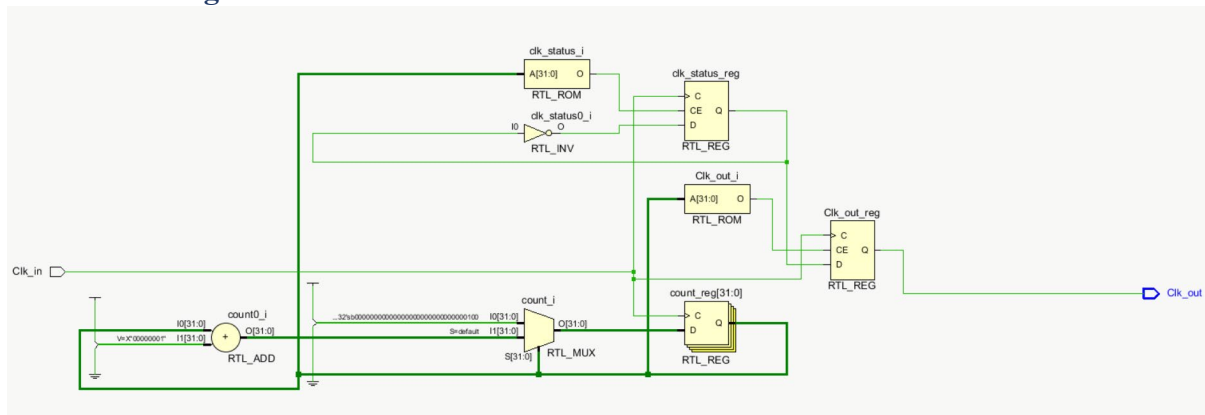 g
clk_status_i
A[31:0] O
RTL_ROM
clk_status_reg
C
CE Q
D
RTL_REG
clk_status0_i
I0 O
RTL_INV
Clk_out_i
A[31:0] O
RTL_ROM
Clk_out_reg
C
CE Q
D
RTL_REG
Clk_in
Clk_out
count0_i
I0[31:0] O[31:0]
V=X"00000001" I1[31:0]
+
RTL_ADD
count_i
I0[31:0] O[31:0]
S=default I1[31:0]
S[31:0] RTL_MUX
count_reg[31:0]
C
D Q
RTL_REG